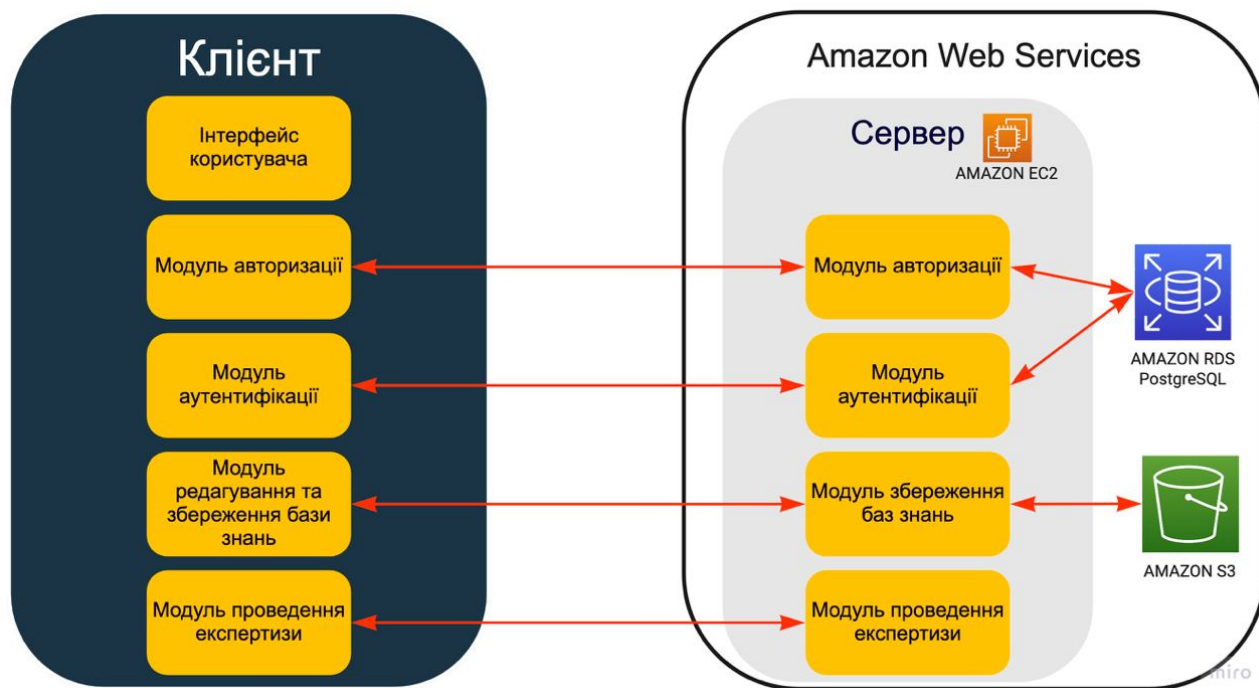 Клієнт
Інтерфейс
користувача
Модуль авторизації
Модуль
аутентифікації
Модуль
редагування та
збереження бази
знань
Модуль проведення
експертизи
Amazon Web Services
Сервер
AMAZON EC2
Модуль авторизації
Модуль
аутентифікації
Модуль збереження
баз знань
Модуль проведення
експертизи
AMAZON RDS
PostgreSQL
AMAZON S3
miro